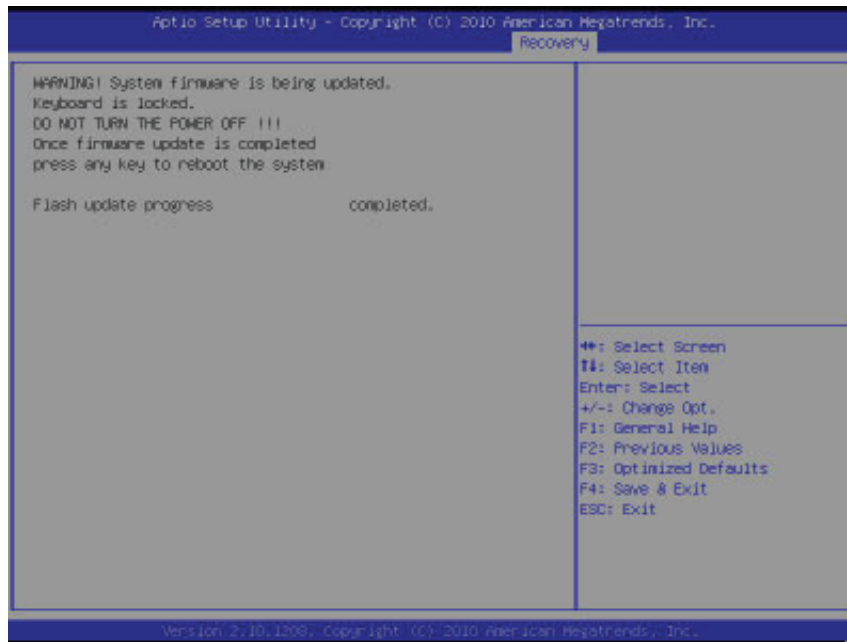 Aptio Setup Utility - Copyright (C) 2010 American Megatrends, Inc.
Recovery
WARNING! System firmware is being updated.
Keyboard is locked.
DO NOT TURN THE POWER OFF !!!
Once firmware update is completed
press any key to reboot the system
Flash update progress completed.
→←: Select Screen
↑↓: Select Item
Enter: Select
+/-: Change Opt.
F1: General Help
F2: Previous Values
F3: Optimized Defaults
F4: Save & Exit
ESC: Exit
Version 2.10.1208. Copyright (C) 2010 American Megatrends, Inc.